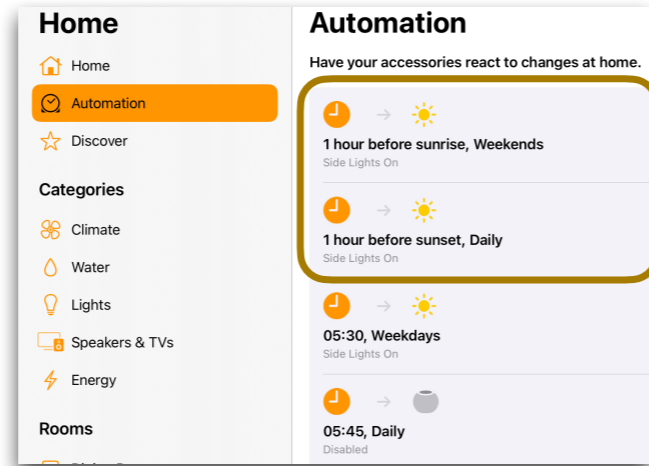 Home
Home
Automation
Discover
Categories
Climate
Water
Lights
Speakers & TVs
Energy
Rooms
Automation
Have your accessories react to changes at home.
1 hour before sunrise, Weekends
Side Lights On
1 hour before sunset, Daily
Side Lights On
05:30, Weekdays
Side Lights On
05:45, Daily
Disabled